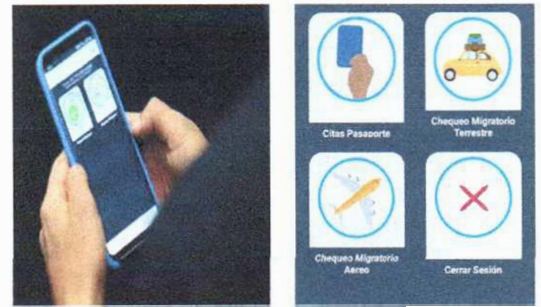 Citas Pasaporte
Chequeo Migratorio
Terrestre
Chequeo Migratorio
Aereo
Cerrar Sesión